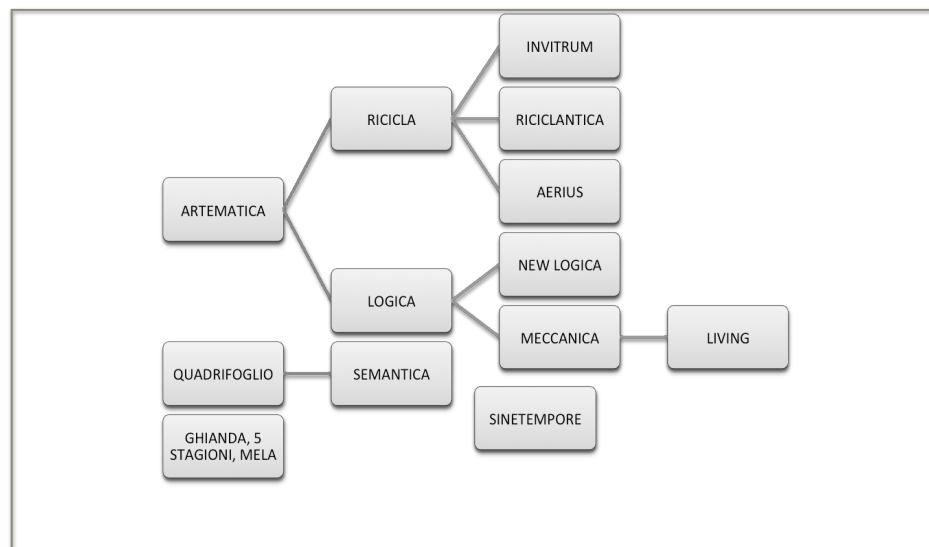 INVITRUM
RICICLA
RICICLANTICA
AERIUS
ARTEMATICA
NEW LOGICA
LOGICA
MECCANICA
LIVING
QUADRIFOGLIO
SEMANTICA
SINETEMPORE
GHIANDA, 5
STAGIONI, MELA